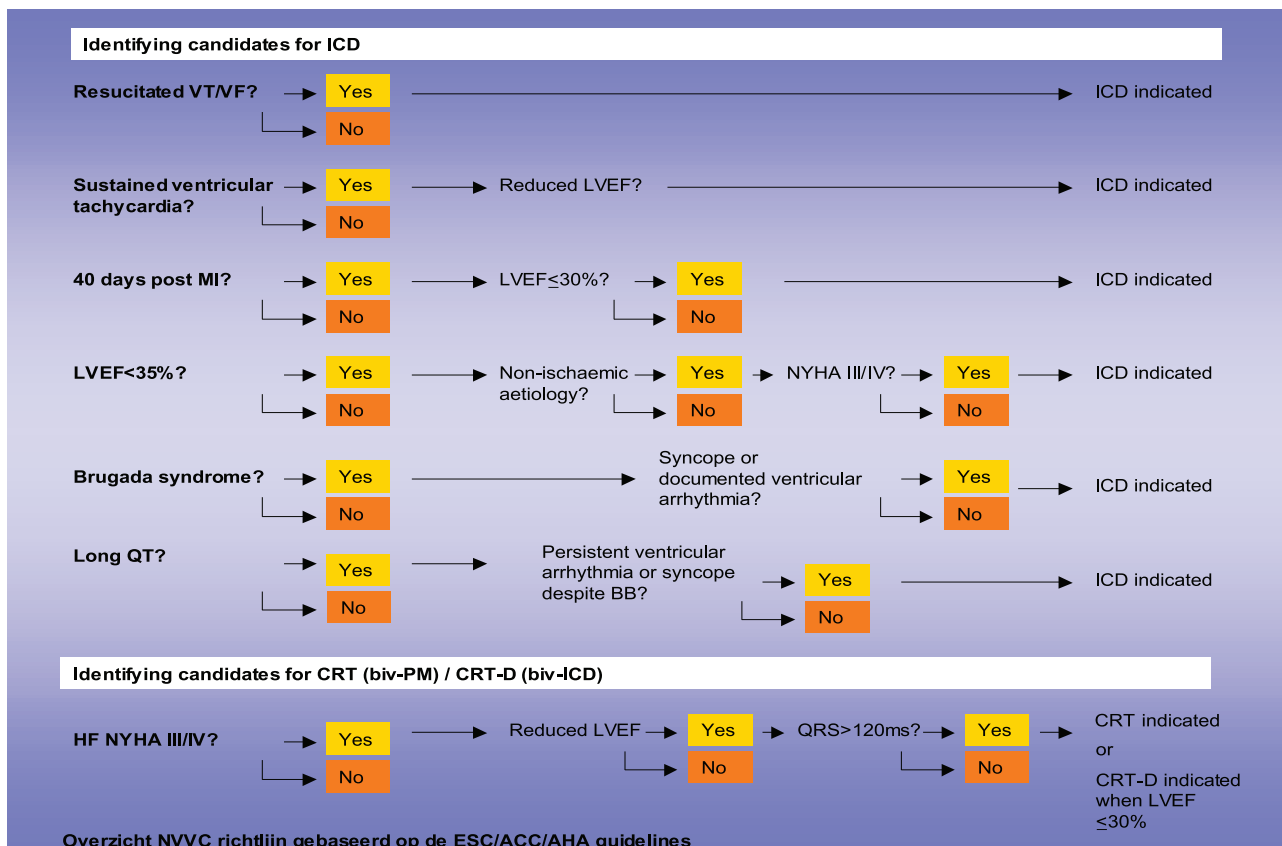 Identifying candidates for ICD
Resucitated VT/VF? Yes ICD indicated
No
Sustained ventricular tachycardia? Yes Reduced LVEF? ICD indicated
No
40 days post MI? Yes LVEF≤30%? Yes ICD indicated
No No
LVEF<35%? Yes Non-ischaemic aetiology? Yes NYHA III/IV? Yes ICD indicated
No No No
Brugada syndrome? Yes Syncope or documented ventricular arrhythmia? Yes ICD indicated
No No
Long QT? Yes Persistent ventricular arrhythmia or syncope despite BB? Yes ICD indicated
No No
Identifying candidates for CRT (biv-PM) / CRT-D (biv-ICD)
HF NYHA III/IV? Yes Reduced LVEF Yes QRS>120ms? Yes CRT indicated
No No No or
CRT-D indicated
when LVEF
≤30%
Overzicht NVVC richtlijn gebaseerd op de ESC/ACC/AHA guidelines